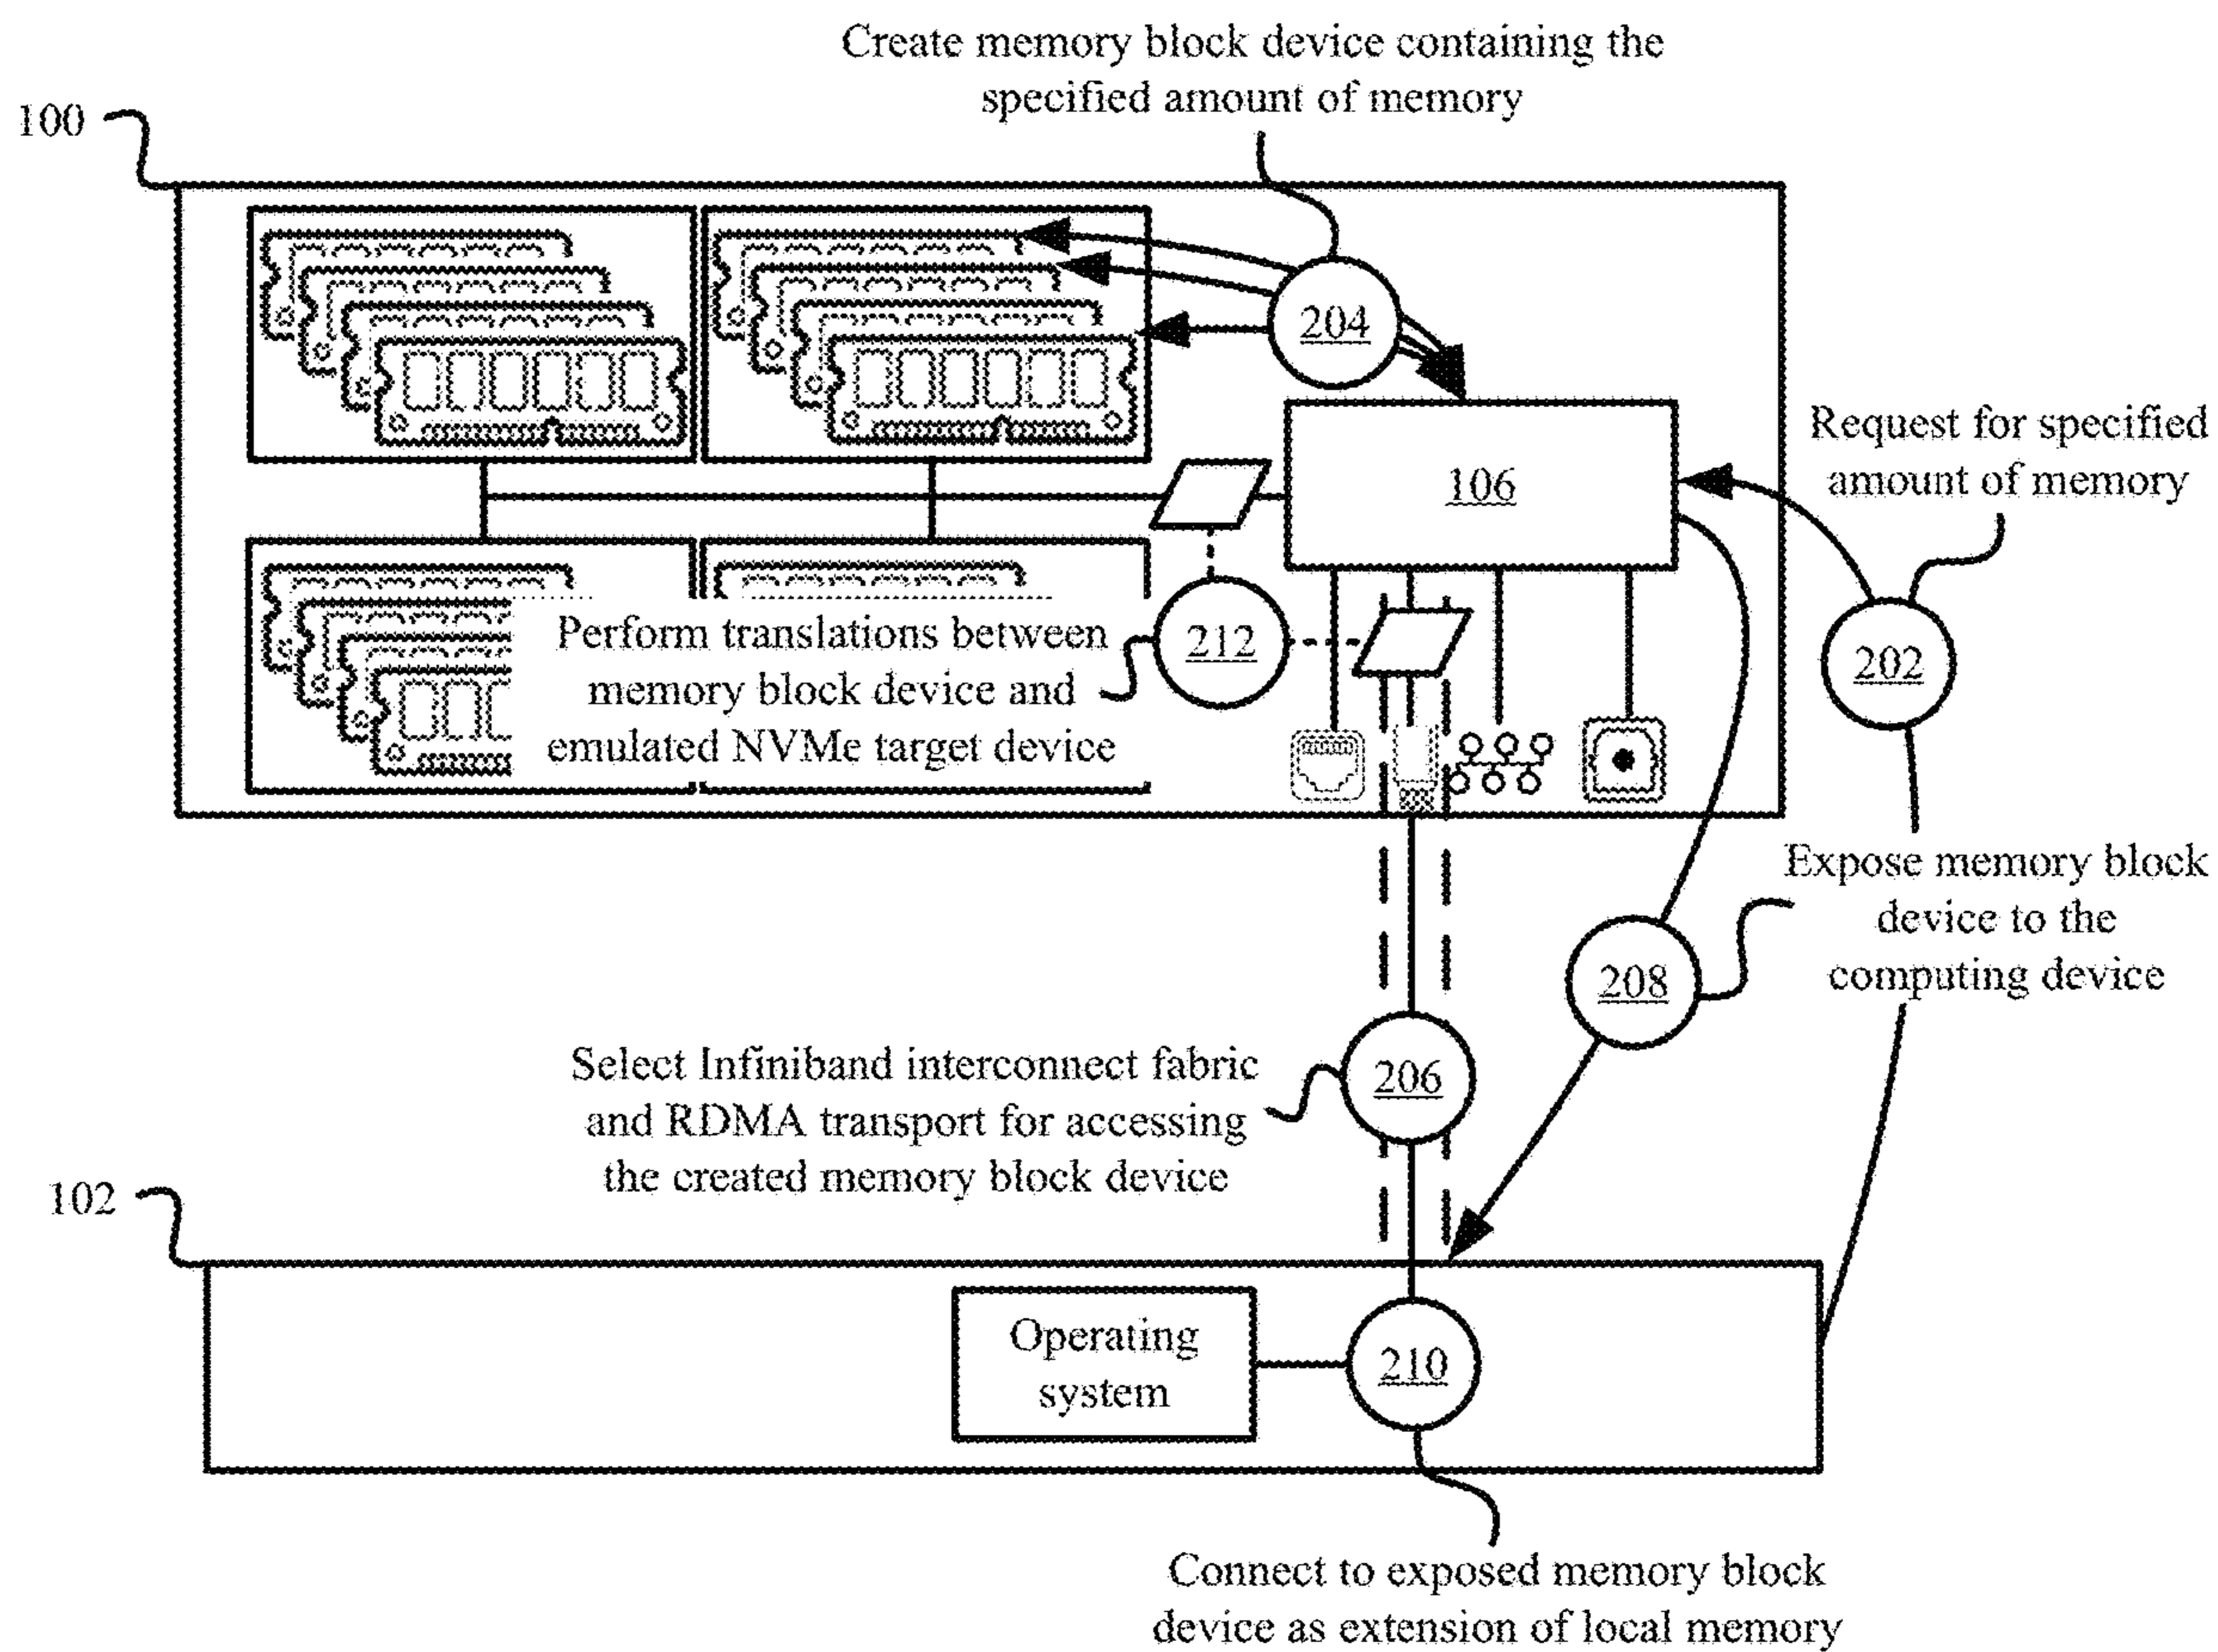 Create memory block device containing the
specified amount of memory
100
204
Request for specified
amount of memory
106
202
Perform translations between
memory block device and
emulated NVMe target device
212
Expose memory block
device to the
computing device
208
Select Infiniband interconnect fabric
and RDMA transport for accessing
the created memory block device
206
102
Operating
system
210
Connect to exposed memory block
device as extension of local memory